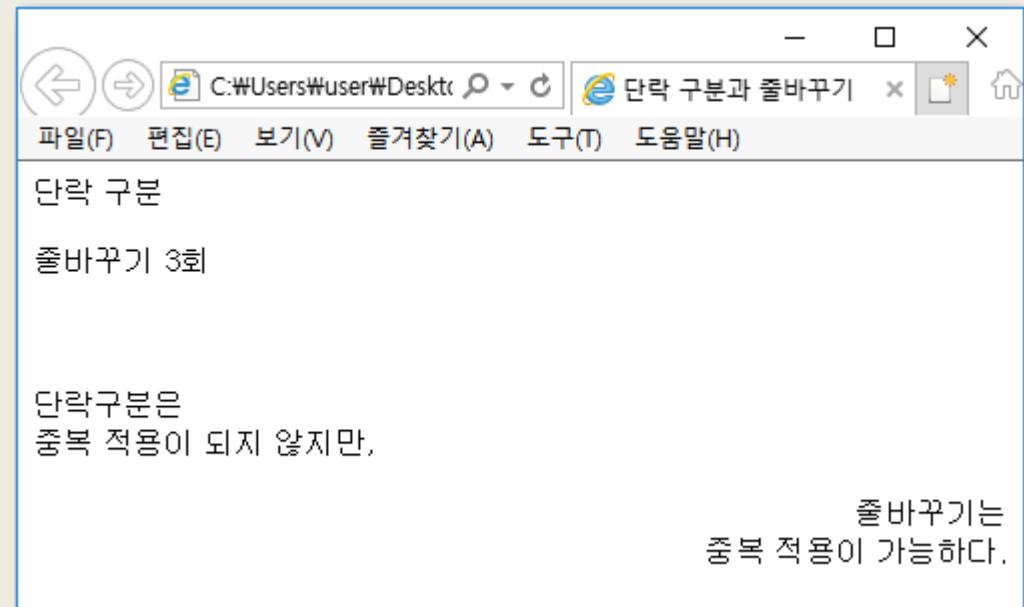 C:₩Users₩user₩Deskto
단락 구분과 줄바꾸기
파일(F) 편집(E) 보기(V) 즐겨찾기(A) 도구(T) 도움말(H)
단락 구분
줄바꾸기 3회
단락구분은
중복 적용이 되지 않지만,
줄바꾸기는
중복 적용이 가능하다.